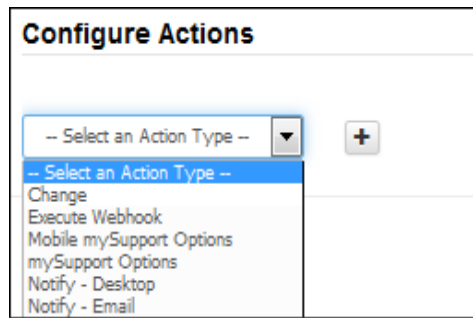 Configure Actions
-- Select an Action Type --
+
-- Select an Action Type --
Change
Execute Webhook
Mobile mySupport Options
mySupport Options
Notify - Desktop
Notify - Email